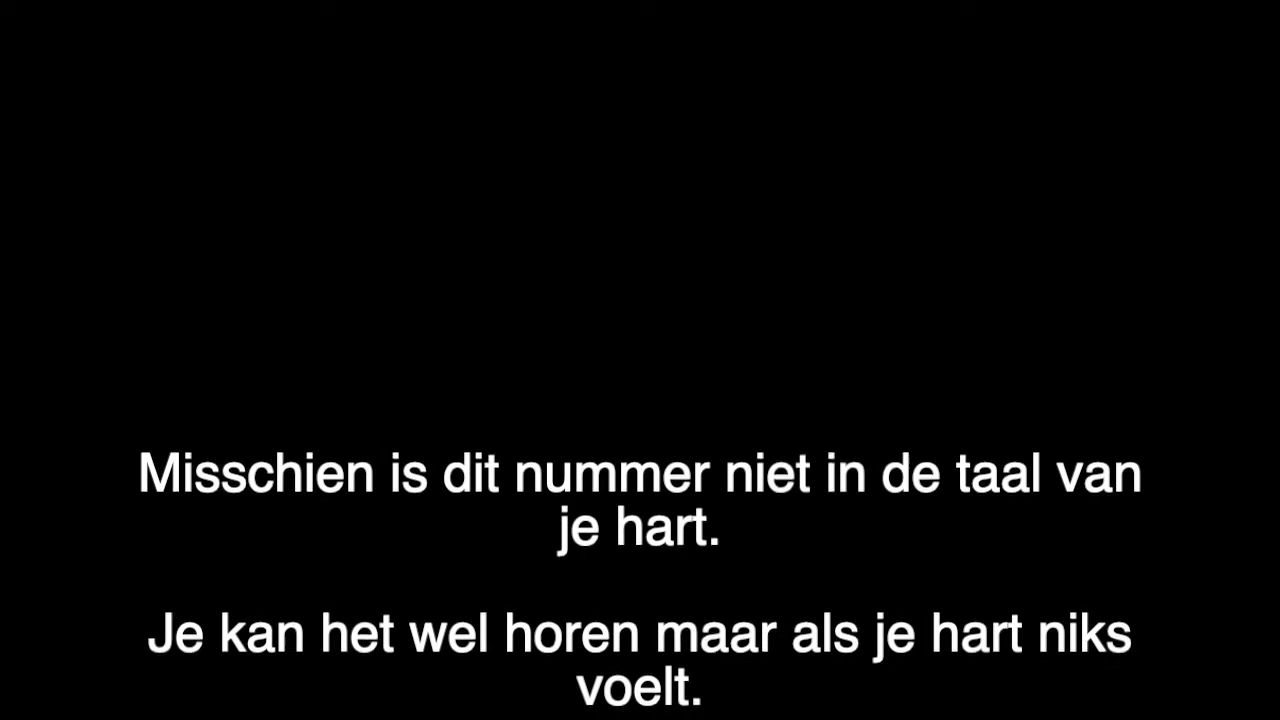 Misschien is dit nummer niet in de taal van
je hart.
Je kan het wel horen maar als je hart niks
voelt.